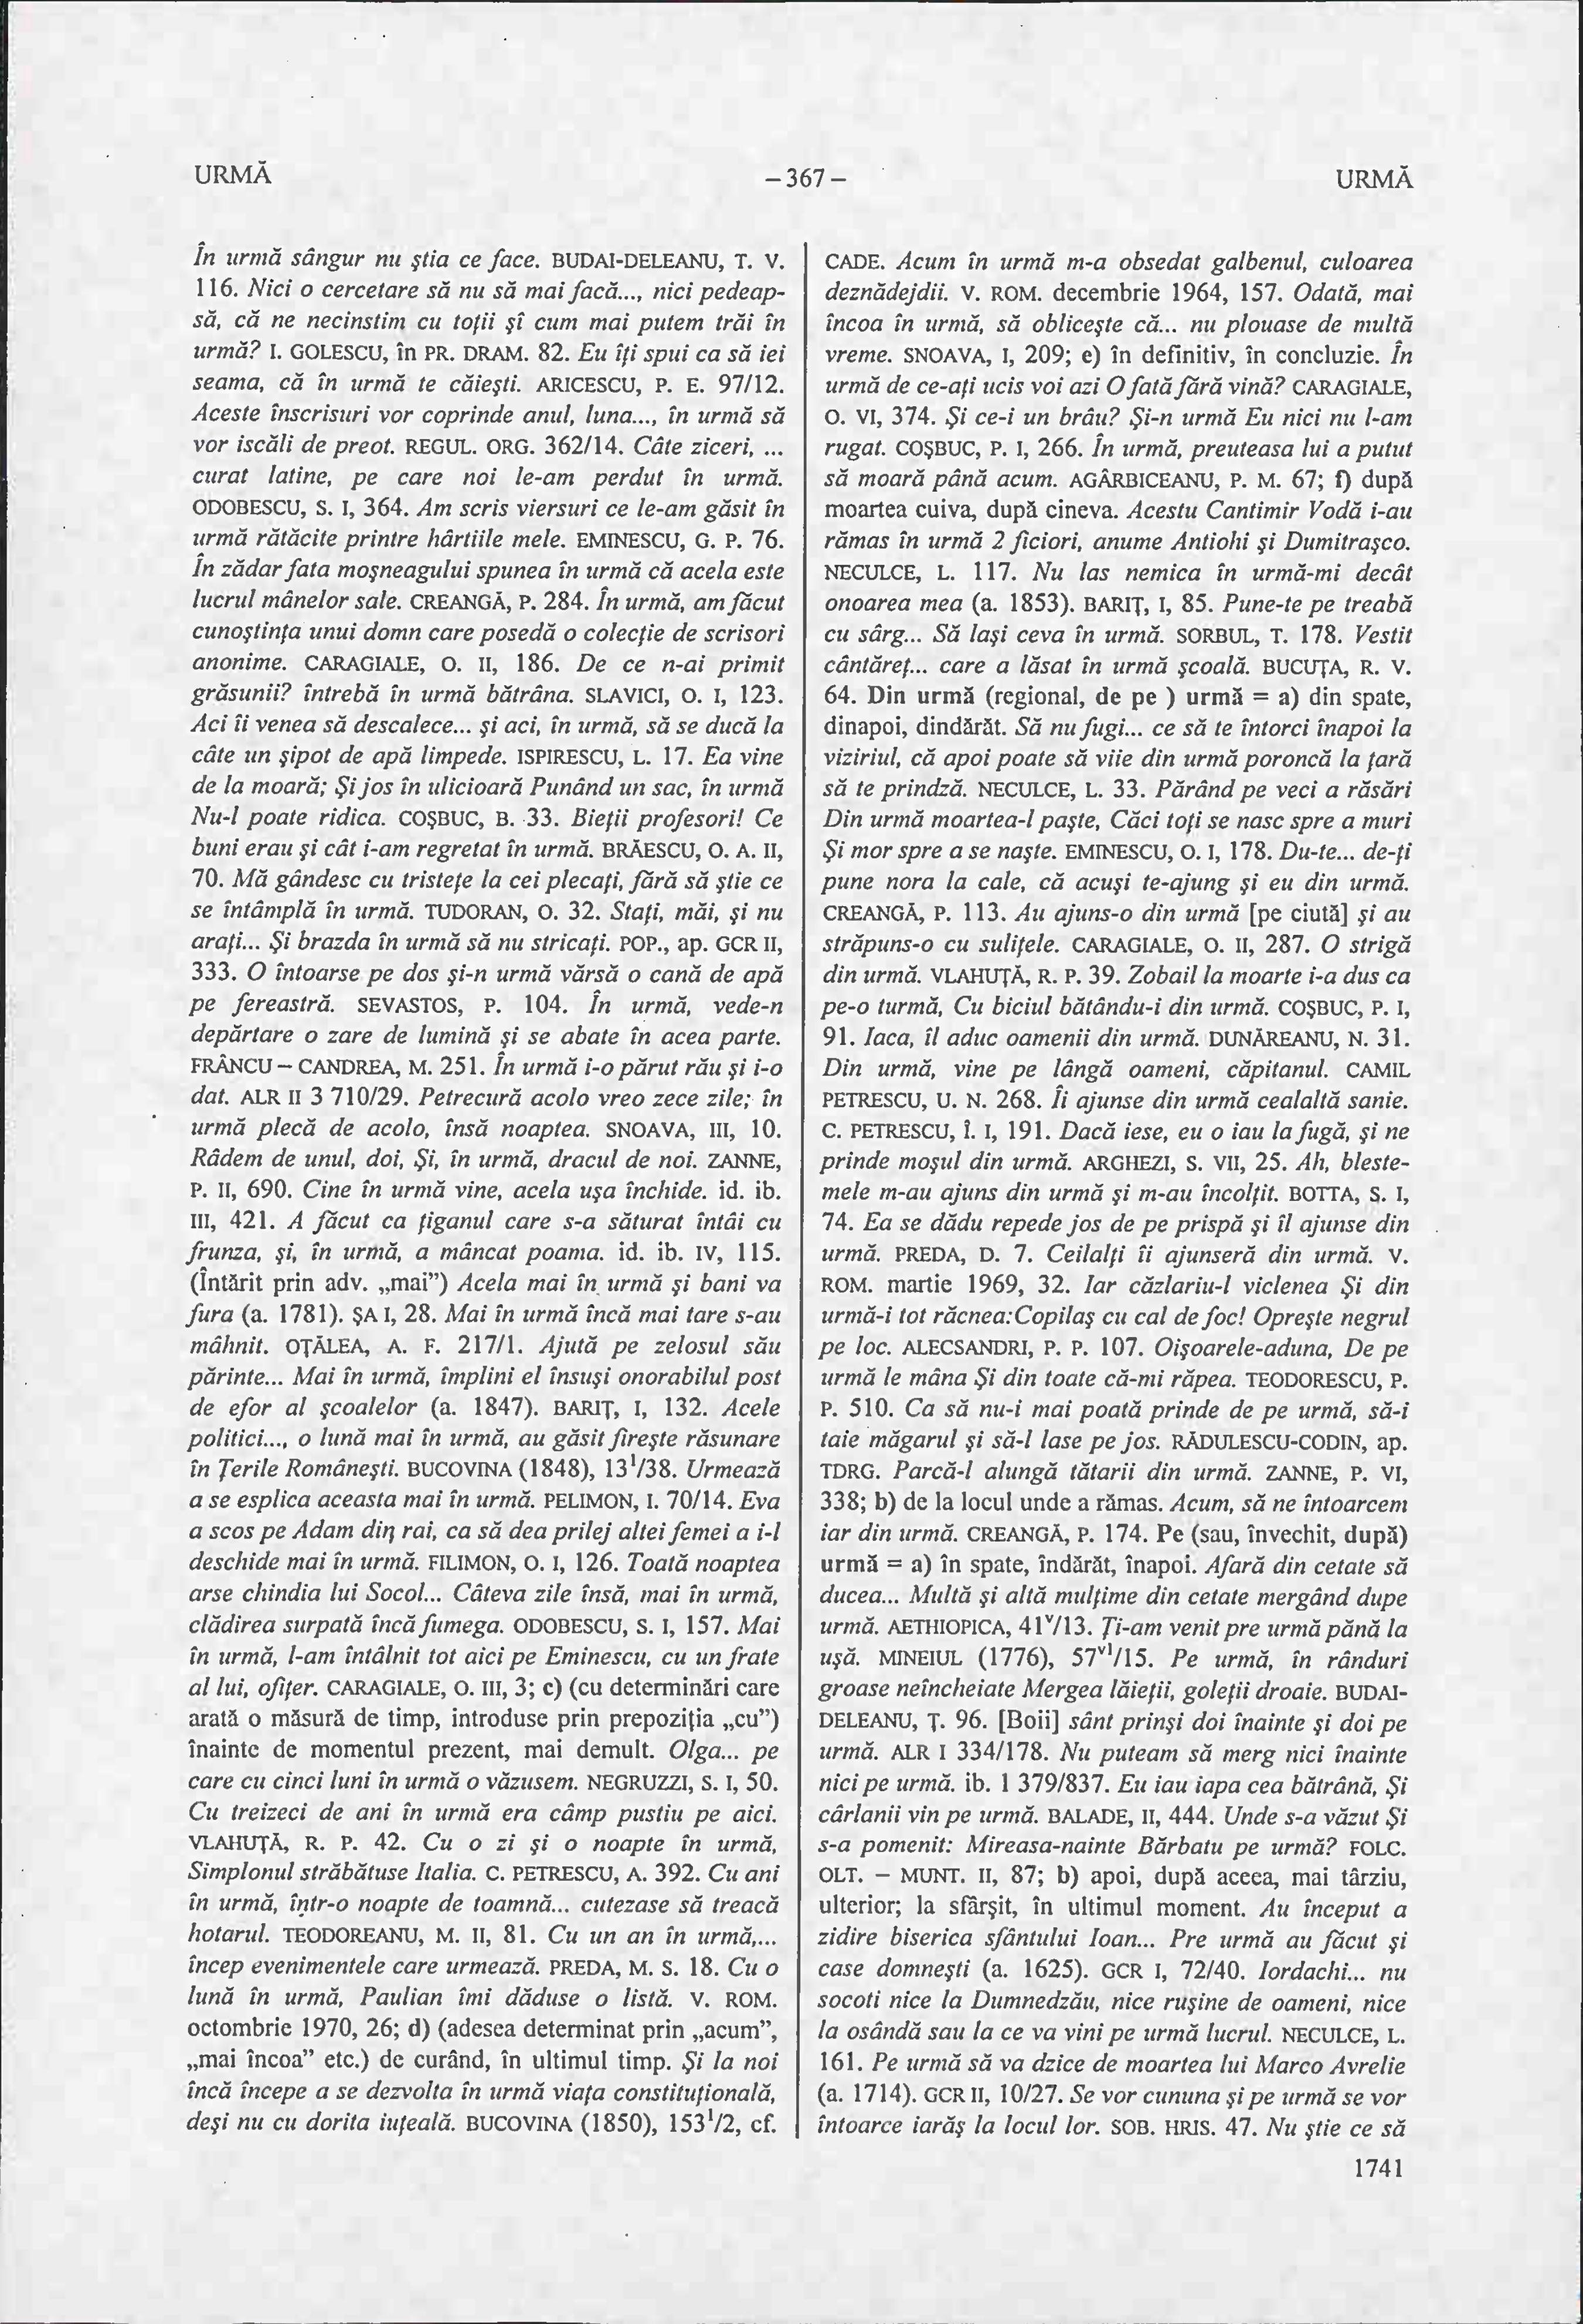 URMĂ
– 367 –
URMĂ
În urmă sângur nu ştia ce face. BUDAI-DELEANU, T. V.
116. Nici o cercetare să nu să mai facă..., nici pedeap-
să, că ne necinstim cu toţii şî cum mai putem trăi în
urmă? I. GOLESCU, în PR. DRAM. 82. Eu îţi spui ca să iei
seama, că în urmă te căieşti. ARICESCU, P. E. 97/12.
Aceste înscrisuri vor coprinde anul, luna..., în urmă să
vor iscăli de preot. REGUL. ORG. 362/14. Câte ziceri, ...
curat latine, pe care noi le-am perdut în urmă.
ODOBESCU, S. I, 364. Am scris viersuri ce le-am găsit în
urmă rătăcite printre hârtiile mele. EMINESCU, G. P. 76.
În zădar fata moşneagului spunea în urmă că acela este
lucrul mânelor sale. CREANGĂ, P. 284. În urmă, am făcut
cunoştinţa unui domn care posedă o colecţie de scrisori
anonime. CARAGIALE, O. II, 186. De ce n-ai primit
grăsunii? întrebă în urmă bătrâna. SLAVICI, O. I, 123.
Aci îi venea să descalece... şi aci, în urmă, să se ducă la
câte un şipot de apă limpede. ISPIRESCU, L. 17. Ea vine
de la moară; Şi jos în ulicioară Punând un sac, în urmă
Nu-l poate ridica. COŞBUC, B. 33. Bieţii profesori! Ce
buni erau şi cât i-am regretat în urmă. BRĂESCU, O. A. II,
70. Mă gândesc cu tristeţe la cei plecaţi, fără să ştie ce
se întâmplă în urmă. TUDORAN, O. 32. Staţi, măi, şi nu
araţi... Şi brazda în urmă să nu stricaţi. POP., ap. GCR II,
333. O întoarse pe dos şi-n urmă vărsă o cană de apă
pe fereastră. SEVASTOS, P. 104. În urmă, vede-n
depărtare o zare de lumină şi se abate în acea parte.
FRÂNCU – CANDREA, M. 251. În urmă i-o părut rău şi i-o
dat. ALR II 3 710/29. Petrecură acolo vreo zece zile; în
urmă plecă de acolo, însă noaptea. SNOAVA, III, 10.
Râdem de unul, doi, Şi, în urmă, dracul de noi. ZANNE,
P. II, 690. Cine în urmă vine, acela uşa închide. id. ib.
III, 421. A făcut ca ţiganul care s-a săturat întâi cu
frunza, şi, în urmă, a mâncat poama. id. ib. IV, 115.
(Întărit prin adv. „mai”) Acela mai în urmă şi bani va
fura (a. 1781). ŞA I, 28. Mai în urmă încă mai tare s-au
mâhnit. OŢĂLEA, A. F. 217/1. Ajută pe zelosul său
părinte... Mai în urmă, împlini el însuşi onorabilul post
de efor al şcoalelor (a. 1847). BARIŢ, I, 132. Acele
politici..., o lună mai în urmă, au găsit fireşte răsunare
în Ţerile Româneşti. BUCOVINA (1848), 13¹/38. Urmează
a se esplica aceasta mai în urmă. PELIMON, I. 70/14. Eva
a scos pe Adam din rai, ca să dea prilej altei femei a i-l
deschide mai în urmă. FILIMON, O. I, 126. Toată noaptea
arse chindia lui Socol... Câteva zile însă, mai în urmă,
clădirea surpată încă fumega. ODOBESCU, S. I, 157. Mai
în urmă, l-am întâlnit tot aici pe Eminescu, cu un frate
al lui, ofiţer. CARAGIALE, O. III, 3; c) (cu determinări care
arată o măsură de timp, introduse prin prepoziţia „cu”)
înainte de momentul prezent, mai demult. Olga... pe
care cu cinci luni în urmă o văzusem. NEGRUZZI, S. I, 50.
Cu treizeci de ani în urmă era câmp pustiu pe aici.
VLAHUŢĂ, R. P. 42. Cu o zi şi o noapte în urmă,
Simplonul străbătuse Italia. C. PETRESCU, A. 392. Cu ani
în urmă, într-o noapte de toamnă... cutezase să treacă
hotarul. TEODOREANU, M. II, 81. Cu un an în urmă,...
încep evenimentele care urmează. PREDA, M. S. 18. Cu o
lună în urmă, Paulian îmi dăduse o listă. V. ROM.
octombrie 1970, 26; d) (adesea determinat prin „acum”,
„mai încoa” etc.) de curând, în ultimul timp. Şi la noi
încă începe a se dezvolta în urmă viaţa constituţională,
deşi nu cu dorita iuţeală. BUCOVINA (1850), 153¹/2, cf.
CADE. Acum în urmă m-a obsedat galbenul, culoarea
deznădejdii. V. ROM. decembrie 1964, 157. Odată, mai
încoa în urmă, să obliceşte că... nu plouase de multă
vreme. SNOAVA, I, 209; e) în definitiv, în concluzie. În
urmă de ce-aţi ucis voi azi O fată fără vină? CARAGIALE,
O. VI, 374. Şi ce-i un brâu? Şi-n urmă Eu nici nu l-am
rugat. COŞBUC, P. I, 266. În urmă, preuteasa lui a putut
să moară până acum. AGÂRBICEANU, P. M. 67; f) după
moartea cuiva, după cineva. Acestu Cantimir Vodă i-au
rămas în urmă 2 ficiori, anume Antiohi şi Dumitraşco.
NECULCE, L. 117. Nu las nemica în urmă-mi decât
onoarea mea (a. 1853). BARIŢ, I, 85. Pune-te pe treabă
cu sârg... Să laşi ceva în urmă. SORBUL, T. 178. Vestit
cântăreţ... care a lăsat în urmă şcoală. BUCUŢA, R. V.
64. Din urmă (regional, de pe ) urmă = a) din spate,
dinapoi, dindărăt. Să nu fugi... ce să te întorci înapoi la
viziriul, că apoi poate să viie din urmă poroncă la ţară
să te prindză. NECULCE, L. 33. Părând pe veci a răsări
Din urmă moartea-l paşte, Căci toţi se nasc spre a muri
Şi mor spre a se naşte. EMINESCU, O. I, 178. Du-te... de-ţi
pune nora la cale, că acuşi te-ajung şi eu din urmă.
CREANGĂ, P. 113. Au ajuns-o din urmă [pe ciută] şi au
străpuns-o cu suliţele. CARAGIALE, O. II, 287. O strigă
din urmă. VLAHUŢĂ, R. P. 39. Zobail la moarte i-a dus ca
pe-o turmă, Cu biciul bătându-i din urmă. COŞBUC, P. I,
91. Iaca, îl aduc oamenii din urmă. DUNĂREANU, N. 31.
Din urmă, vine pe lângă oameni, căpitanul. CAMIL
PETRESCU, U. N. 268. Îi ajunse din urmă cealaltă sanie.
C. PETRESCU, Î. I, 191. Dacă iese, eu o iau la fugă, şi ne
prinde moşul din urmă. ARGHEZI, S. VII, 25. Ah, bleste-
mele m-au ajuns din urmă şi m-au încolţit. BOTTA, S. I,
74. Ea se dădu repede jos de pe prispă şi îl ajunse din
urmă. PREDA, D. 7. Ceilalţi îi ajunseră din urmă. V.
ROM. martie 1969, 32. Iar căzlariu-l viclenea Şi din
urmă-i tot răcnea:Copilaş cu cal de foc! Opreşte negrul
pe loc. ALECSANDRI, P. P. 107. Oişoarele-aduna, De pe
urmă le mâna Şi din toate că-mi răpea. TEODORESCU, P.
P. 510. Ca să nu-i mai poată prinde de pe urmă, să-i
taie măgarul şi să-l lase pe jos. RĂDULESCU-CODIN, ap.
TDRG. Parcă-l alungă tătarii din urmă. ZANNE, P. VI,
338; b) de la locul unde a rămas. Acum, să ne întoarcem
iar din urmă. CREANGĂ, P. 174. Pe (sau, învechit, după)
urmă = a) în spate, îndărăt, înapoi. Afară din cetate să
ducea... Multă şi altă mulţime din cetate mergând dupe
urmă. AETHIOPICA, 41ᵛ/13. Ţi-am venit pre urmă pănă la
uşă. MINEIUL (1776), 57ᵛ¹/15. Pe urmă, în rânduri
groase neîncheiate Mergea lăieţii, goleţii droaie. BUDAI-
DELEANU, Ţ. 96. [Boii] sânt prinşi doi înainte şi doi pe
urmă. ALR I 334/178. Nu puteam să merg nici înainte
nici pe urmă. ib. 1 379/837. Eu iau iapa cea bătrână, Şi
cârlanii vin pe urmă. BALADE, II, 444. Unde s-a văzut Şi
s-a pomenit: Mireasa-nainte Bărbatu pe urmă? FOLC.
OLT. – MUNT. II, 87; b) apoi, după aceea, mai târziu,
ulterior; la sfârşit, în ultimul moment. Au început a
zidire biserica sfântului Ioan... Pre urmă au făcut şi
case domneşti (a. 1625). GCR I, 72/40. Iordachi... nu
socoti nice la Dumnedzău, nice ruşine de oameni, nice
la osândă sau la ce va vini pe urmă lucrul. NECULCE, L.
161. Pe urmă să va dzice de moartea lui Marco Avrelie
(a. 1714). GCR II, 10/27. Se vor cununa şi pe urmă se vor
întoarce iarăş la locul lor. SOB. HRIS. 47. Nu ştie ce să
1741